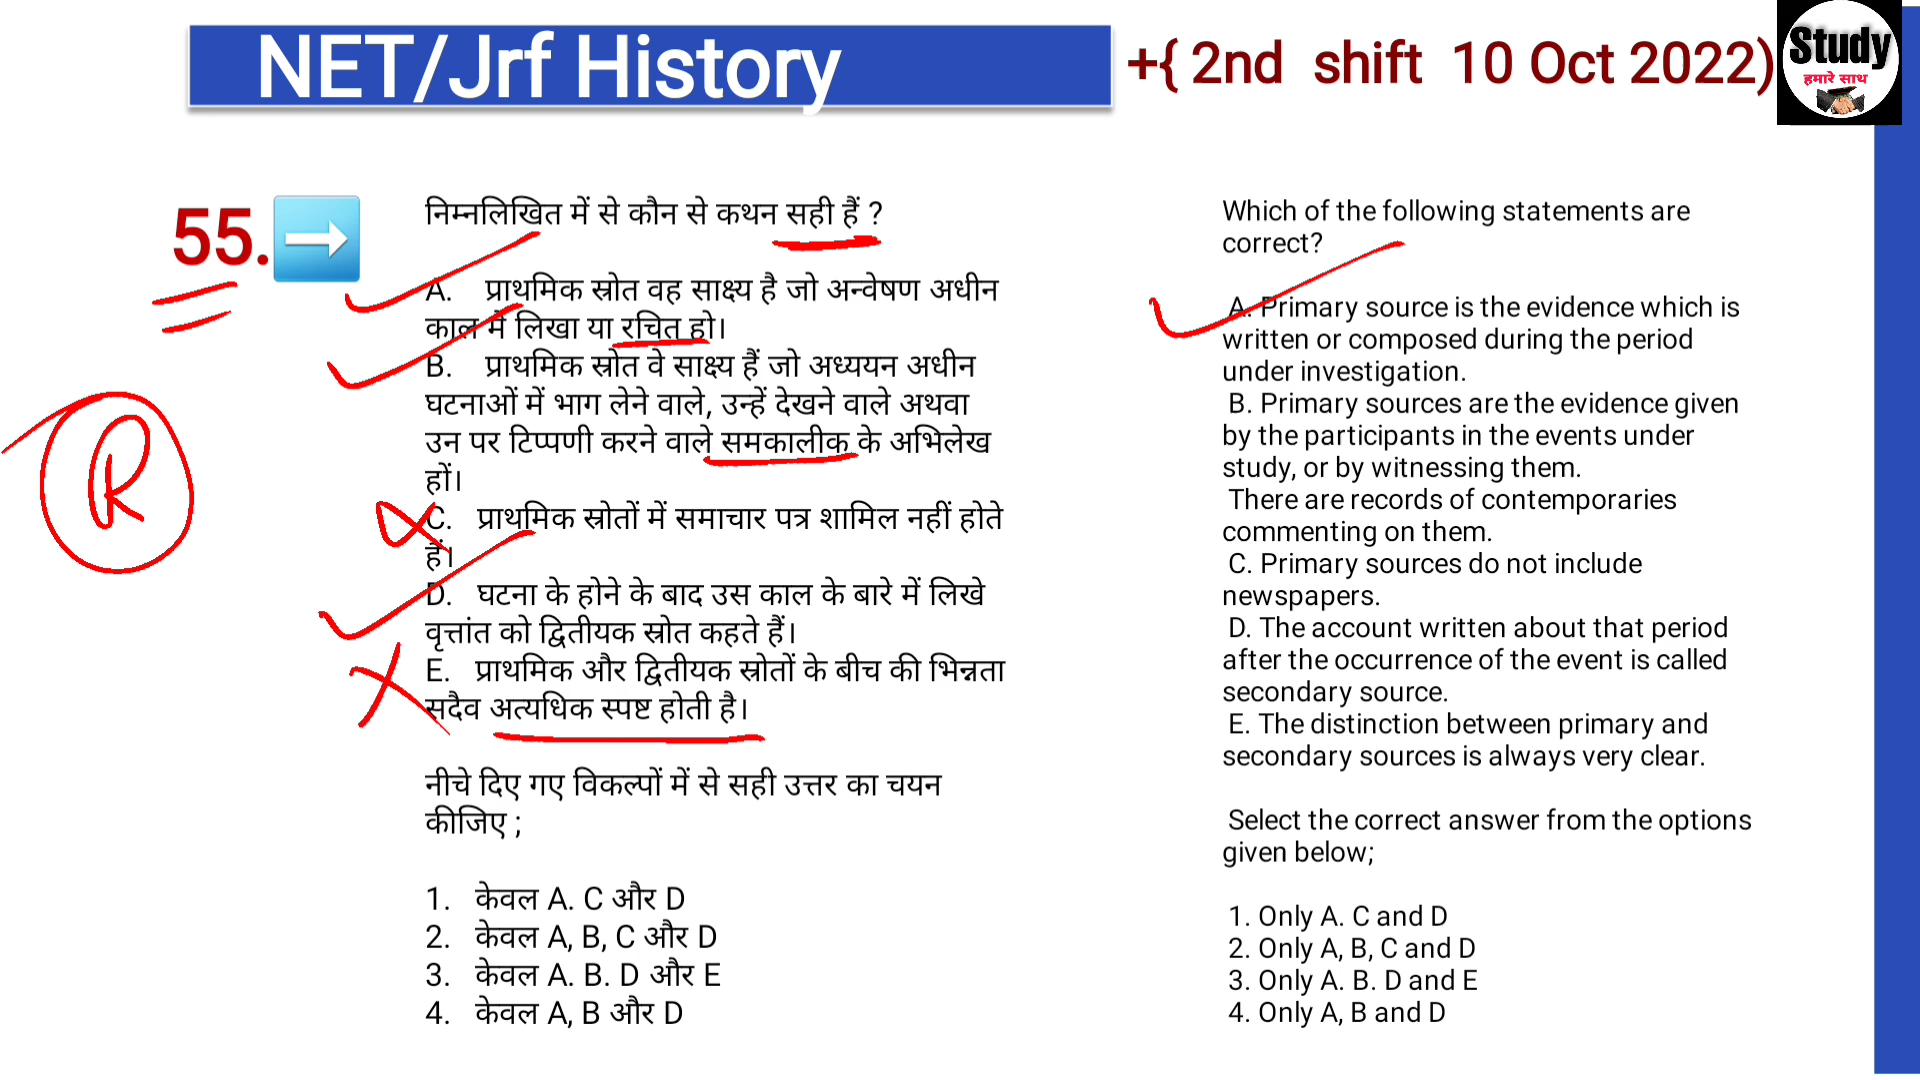 NET/Jrf History
+{ 2nd shift 10 Oct 2022)
Study
हमारे साथ
55.
निम्नलिखित में से कौन से कथन सही हैं ?
A. प्राथमिक स्रोत वह साक्ष्य है जो अन्वेषण अधीन
काल में लिखा या रचित हो।
B. प्राथमिक स्रोत वे साक्ष्य हैं जो अध्ययन अधीन
घटनाओं में भाग लेने वाले, उन्हें देखने वाले अथवा
उन पर टिप्पणी करने वाले समकालीक के अभिलेख
हों।
C. प्राथमिक स्रोतों में समाचार पत्र शामिल नहीं होते
हैं।
D. घटना के होने के बाद उस काल के बारे में लिखे
वृत्तांत को द्वितीयक स्रोत कहते हैं।
E. प्राथमिक और द्वितीयक स्रोतों के बीच की भिन्नता
सदैव अत्यधिक स्पष्ट होती है।
नीचे दिए गए विकल्पों में से सही उत्तर का चयन
कीजिए ;
1. केवल A. C और D
2. केवल A, B, C और D
3. केवल A. B. D और E
4. केवल A, B और D
R
Which of the following statements are
correct?
A. Primary source is the evidence which is
written or composed during the period
under investigation.
B. Primary sources are the evidence given
by the participants in the events under
study, or by witnessing them.
There are records of contemporaries
commenting on them.
C. Primary sources do not include
newspapers.
D. The account written about that period
after the occurrence of the event is called
secondary source.
E. The distinction between primary and
secondary sources is always very clear.
Select the correct answer from the options
given below;
1. Only A. C and D
2. Only A, B, C and D
3. Only A. B. D and E
4. Only A, B and D